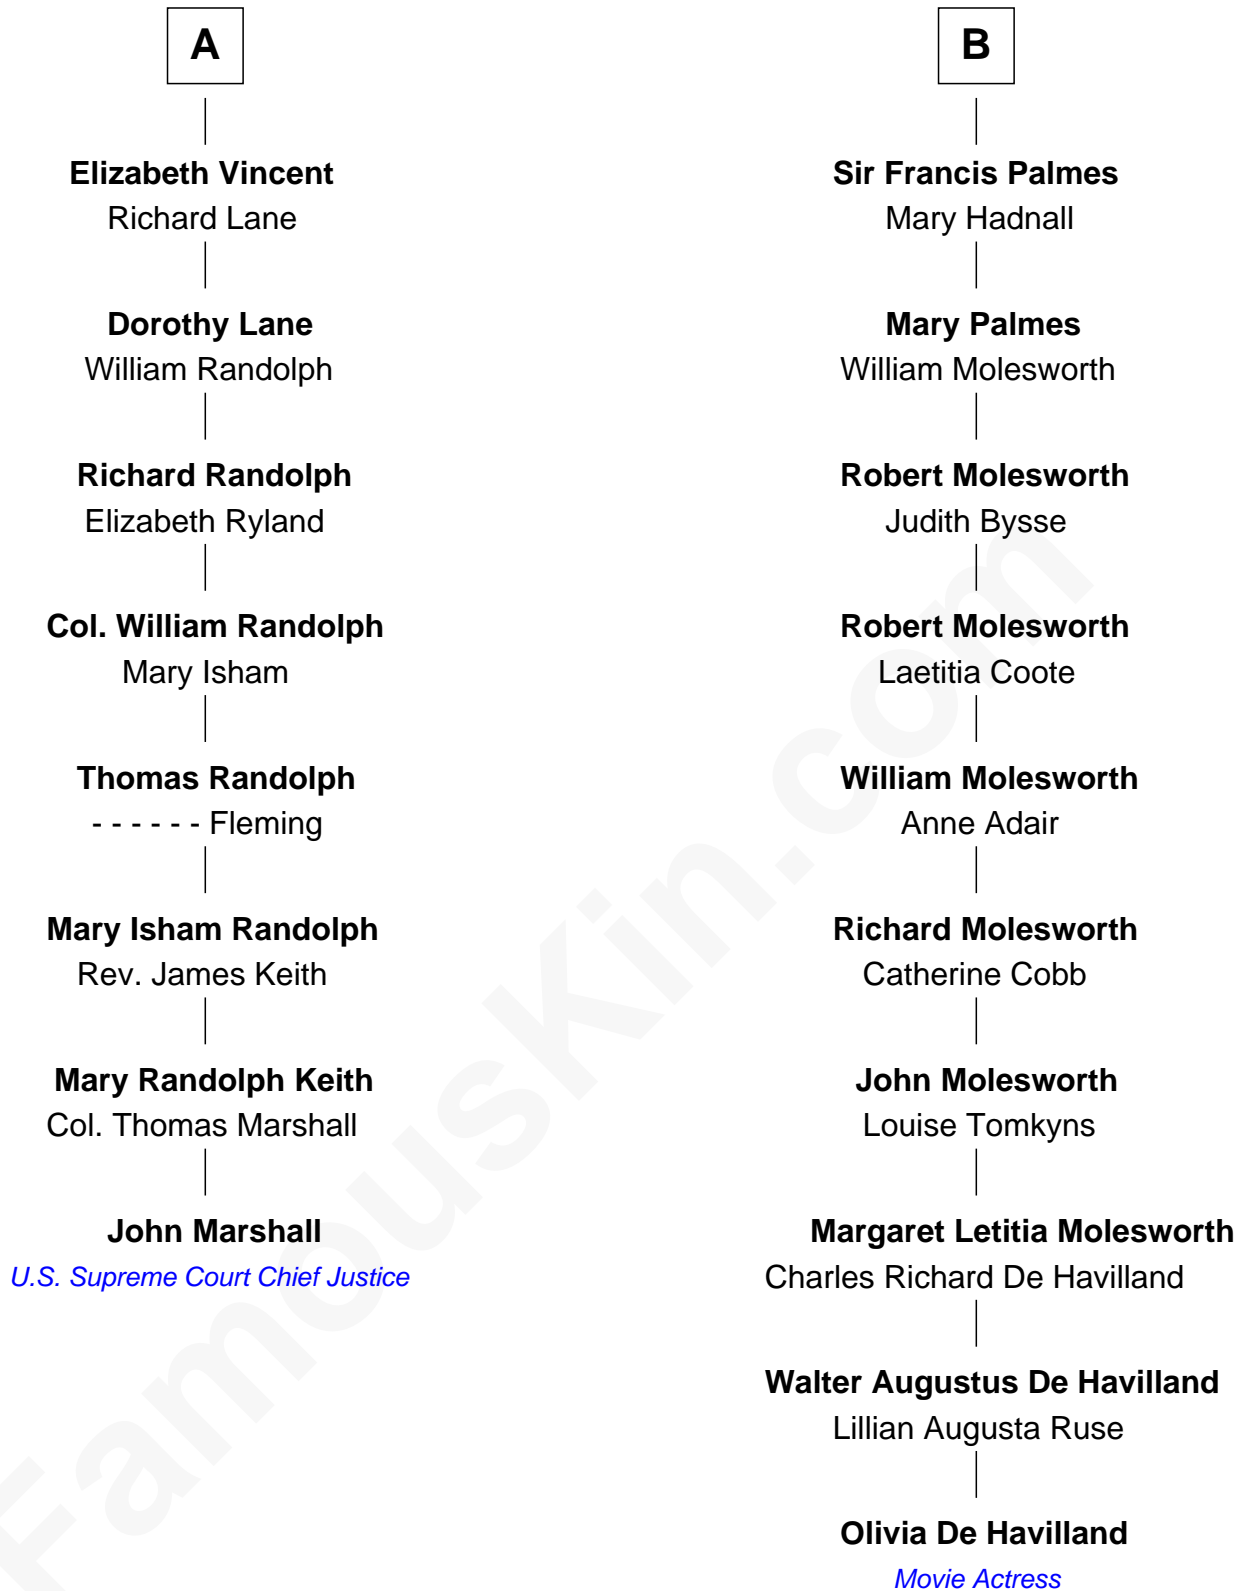 A
Elizabeth Vincent
Richard Lane
Dorothy Lane
William Randolph
Richard Randolph
Elizabeth Ryland
Col. William Randolph
Mary Isham
Thomas Randolph
- - - - - - Fleming
Mary Isham Randolph
Rev. James Keith
Mary Randolph Keith
Col. Thomas Marshall
John Marshall
U.S. Supreme Court Chief Justice
B
Sir Francis Palmes
Mary Hadnall
Mary Palmes
William Molesworth
Robert Molesworth
Judith Bysse
Robert Molesworth
Laetitia Coote
William Molesworth
Anne Adair
Richard Molesworth
Catherine Cobb
John Molesworth
Louise Tomkyns
Margaret Letitia Molesworth
Charles Richard De Havilland
Walter Augustus De Havilland
Lillian Augusta Ruse
Olivia De Havilland
Movie Actress
FamousKin.com